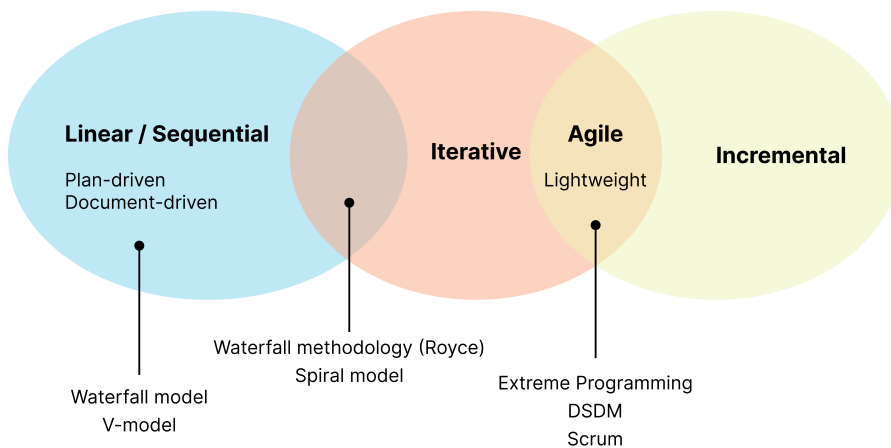 Linear / Sequential
Plan-driven
Document-driven
Iterative
Agile
Lightweight
Incremental
Waterfall methodology (Royce)
Spiral model
Waterfall model
V-model
Extreme Programming
DSDM
Scrum